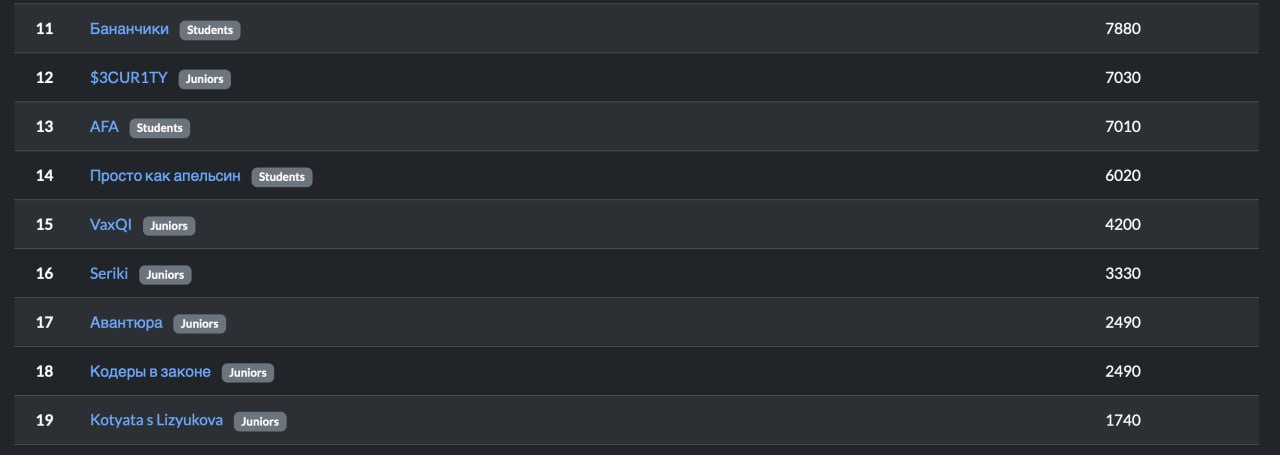 11 Бананчики Students 7880
12 $3CUR1TY Juniors 7030
13 AFA Students 7010
14 Просто как апельсин Students 6020
15 VaxQI Juniors 4200
16 Seriki Juniors 3330
17 Авантюра Juniors 2490
18 Кодеры в законе Juniors 2490
19 Kotyata s Lizyukova Juniors 1740